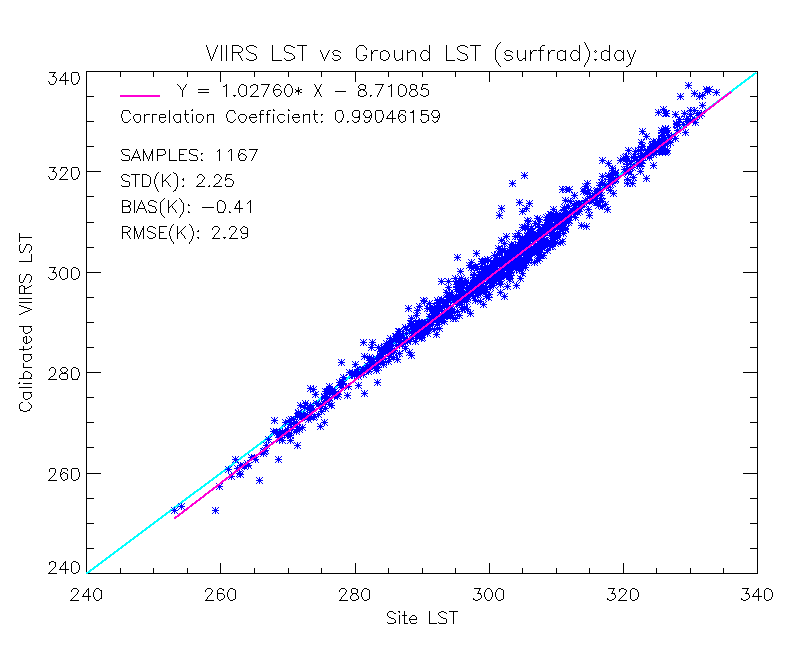 VIIRS LST vs Ground LST (surfrad):day
Y = 1.02760* X − 8.71085
Correlation Coefficient: 0.99046159
SAMPLES: 1167
STD(K): 2.25
BIAS(K): −0.41
RMSE(K): 2.29
Calibrated VIIRS LST
340
320
300
280
260
240
240 260 280 300 320 340
Site LST